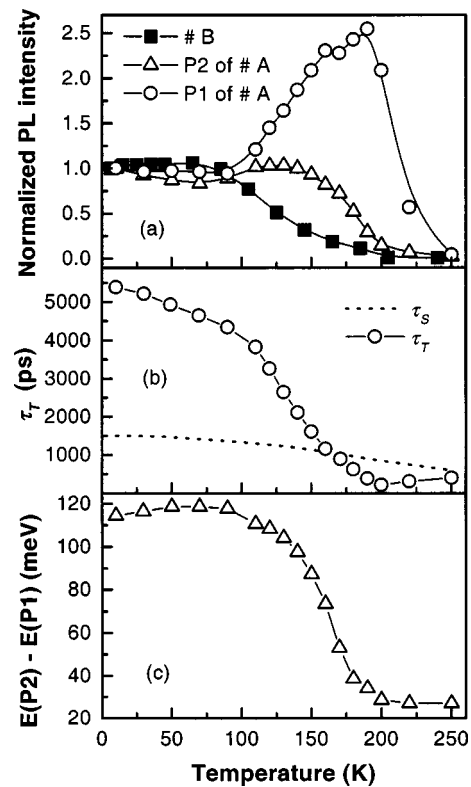 Normalized PL intensity
2.5
2.0
1.5
1.0
0.5
0.0
# B
P2 of # A
P1 of # A
(a)
τT (ps)
5000
4000
3000
2000
1000
τS
τT
(b)
E(P2) - E(P1) (meV)
120
100
80
60
40
20
(c)
0 50 100 150 200 250
Temperature (K)